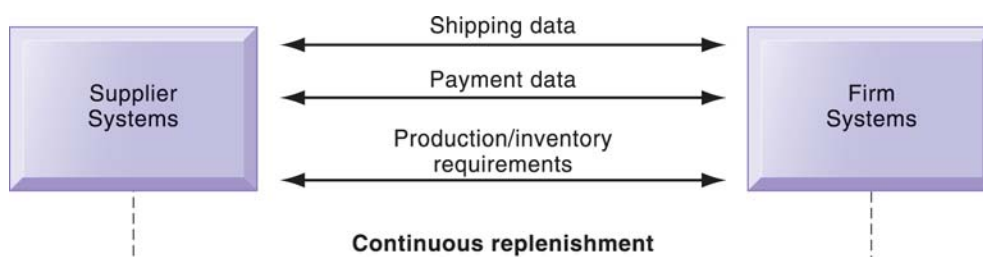 Shipping data
Payment data
Supplier
Systems
Firm
Systems
Production/inventory
requirements
Continuous replenishment